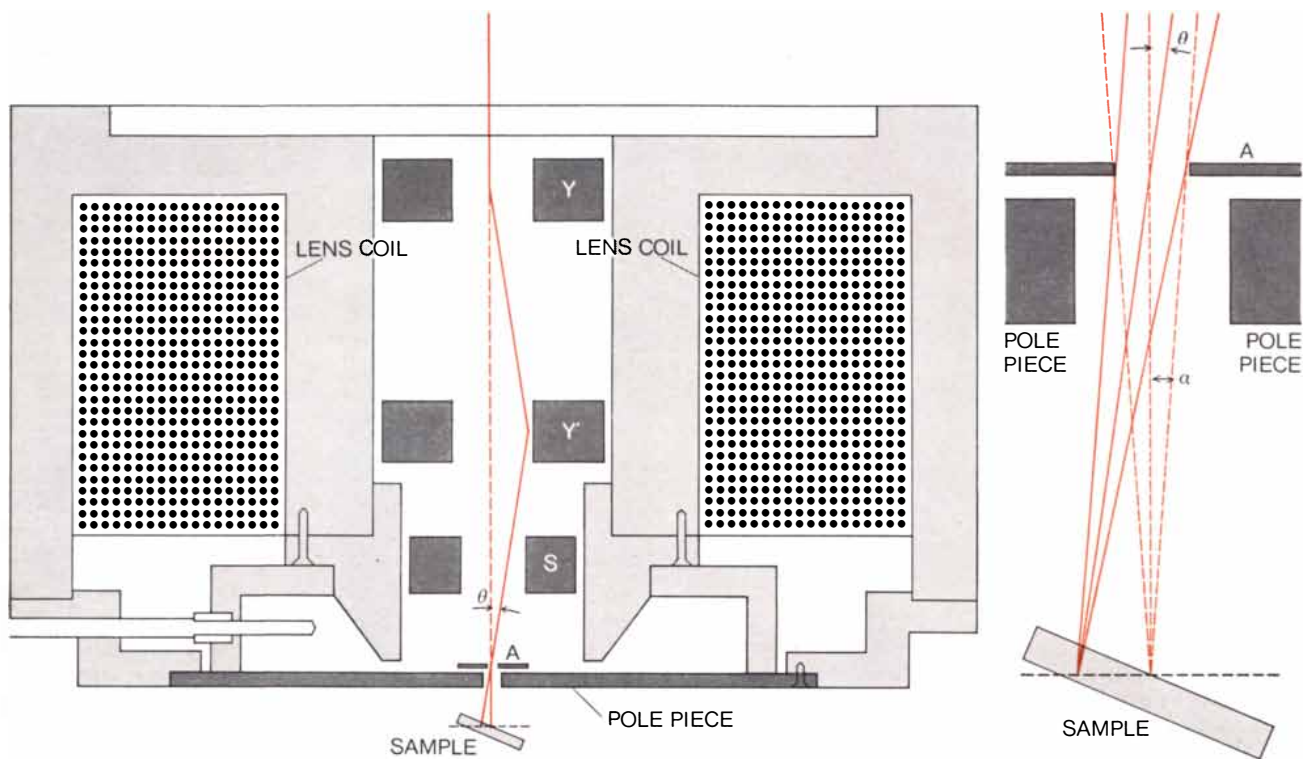 Y
LENS COIL
LENS COIL
Y'
S
θ
A
POLE PIECE
SAMPLE
θ
A
POLE
PIECE
POLE
PIECE
α
SAMPLE